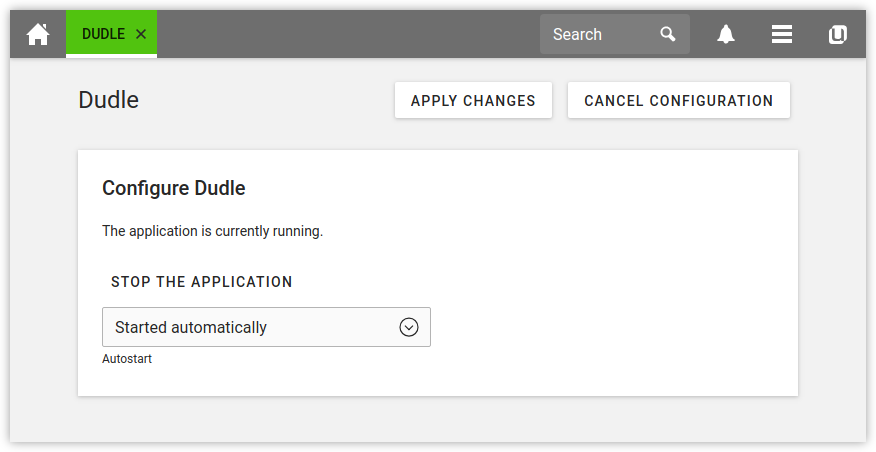 DUDLE
Search
Dudle
APPLY CHANGES
CANCEL CONFIGURATION
Configure Dudle
The application is currently running.
STOP THE APPLICATION
Started automatically
Autostart